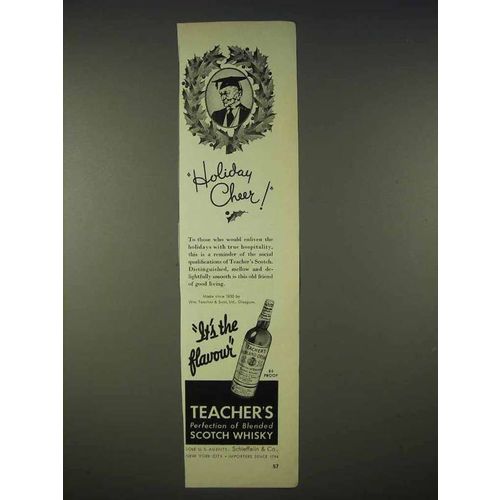 "Holiday
Cheer!"
To those who would enliven the
holidays with true hospitality,
this is a reminder of the social
qualifications of Teacher's Scotch.
Distinguished, mellow and de-
lightfully smooth is this old friend
of good living.
Made since 1830 by
Wm. Teacher & Sons, Ltd., Glasgow.
"It's the
flavour"
TEACHER'S
HIGHLAND CREAM
86
PROOF
TEACHER'S
Perfection of Blended
SCOTCH WHISKY
SOLE U.S. AGENTS: Schieffelin & Co.,
NEW YORK CITY • IMPORTERS SINCE 1794
57